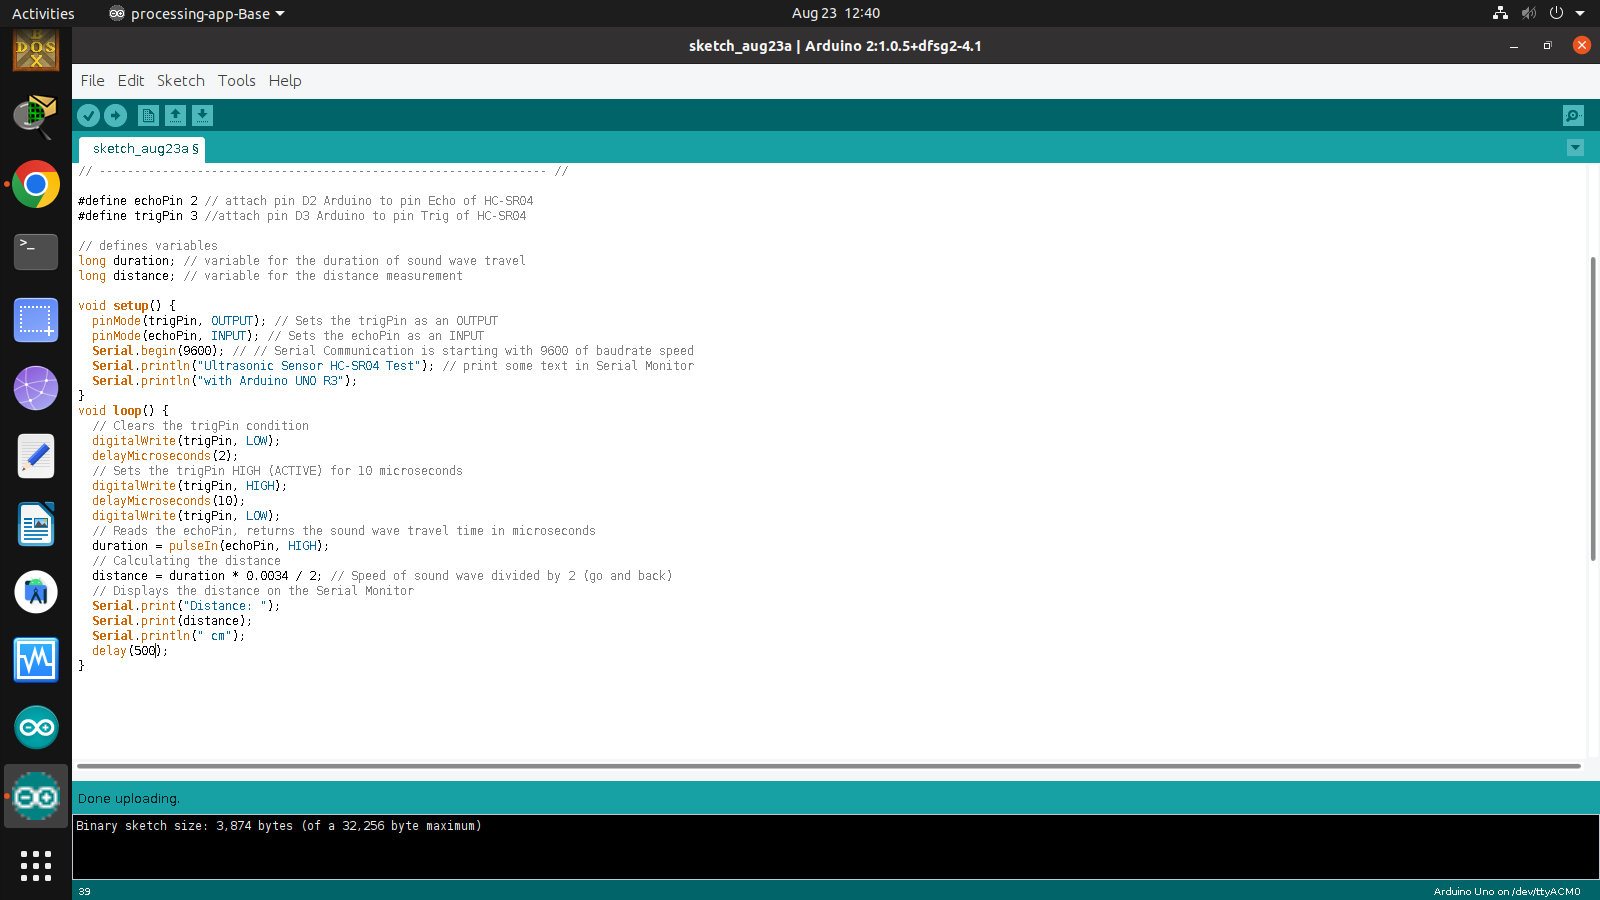 Activities
processing-app-Base
Aug 23 12:40
sketch_aug23a | Arduino 2:1.0.5+dfsg2-4.1
DOS
X
File Edit Sketch Tools Help
sketch_aug23a §
// ---------------------------------------------------------------- //
#define echoPin 2 // attach pin D2 Arduino to pin Echo of HC-SR04
#define trigPin 3 //attach pin D3 Arduino to pin Trig of HC-SR04
// defines variables
long duration; // variable for the duration of sound wave travel
long distance; // variable for the distance measurement
void setup() {
pinMode(trigPin, OUTPUT); // Sets the trigPin as an OUTPUT
pinMode(echoPin, INPUT); // Sets the echoPin as an INPUT
Serial.begin(9600); // // Serial Communication is starting with 9600 of baudrate speed
Serial.println("Ultrasonic Sensor HC-SR04 Test"); // print some text in Serial Monitor
Serial.println("with Arduino UNO R3");
}
void loop() {
// Clears the trigPin condition
digitalWrite(trigPin, LOW);
delayMicroseconds(2);
// Sets the trigPin HIGH (ACTIVE) for 10 microseconds
digitalWrite(trigPin, HIGH);
delayMicroseconds(10);
digitalWrite(trigPin, LOW);
// Reads the echoPin, returns the sound wave travel time in microseconds
duration = pulseIn(echoPin, HIGH);
// Calculating the distance
distance = duration * 0.0034 / 2; // Speed of sound wave divided by 2 (go and back)
// Displays the distance on the Serial Monitor
Serial.print("Distance: ");
Serial.print(distance);
Serial.println(" cm");
delay(500);
}
Done uploading.
Binary sketch size: 3,874 bytes (of a 32,256 byte maximum)
39
Arduino Uno on /dev/ttyACM0